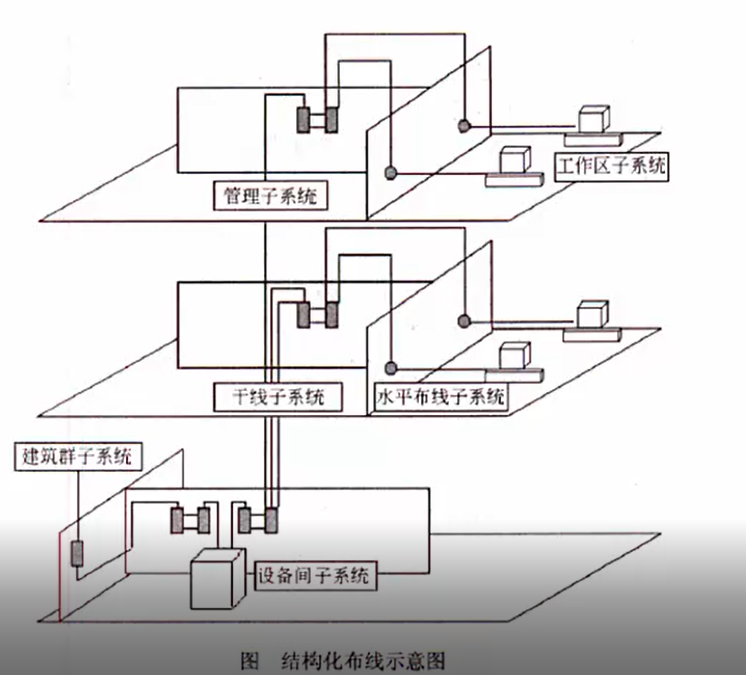 工作区子系统
管理子系统
干线子系统
水平布线子系统
建筑群子系统
设备间子系统
图 结构化布线示意图